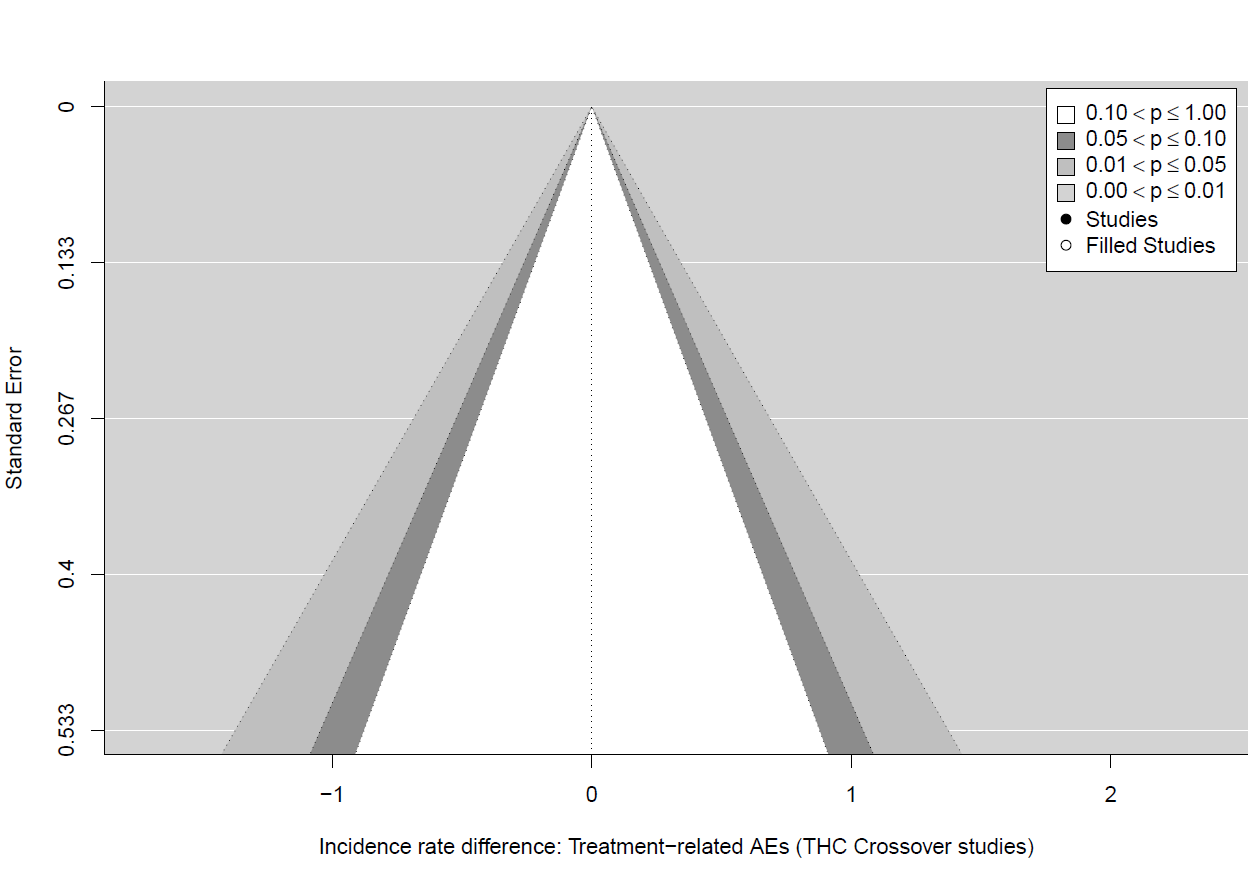 0.10 < p ≤ 1.00
0.05 < p ≤ 0.10
0.01 < p ≤ 0.05
0.00 < p ≤ 0.01
Studies
Filled Studies
Standard Error
0
0.133
0.267
0.4
0.533
−1 0 1 2
Incidence rate difference: Treatment−related AEs (THC Crossover studies)